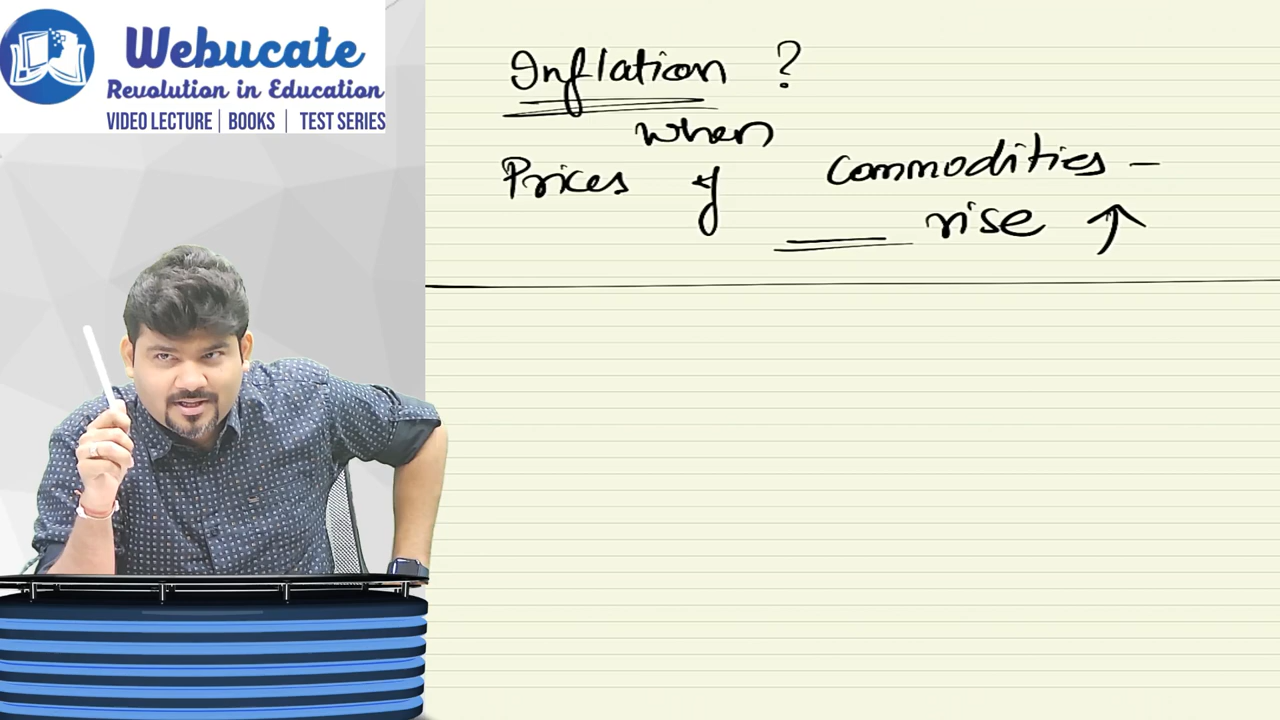 Webucate
Revolution in Education
VIDEO LECTURE | BOOKS | TEST SERIES
Inflation ?
when
Prices of commodities –
rise ↑